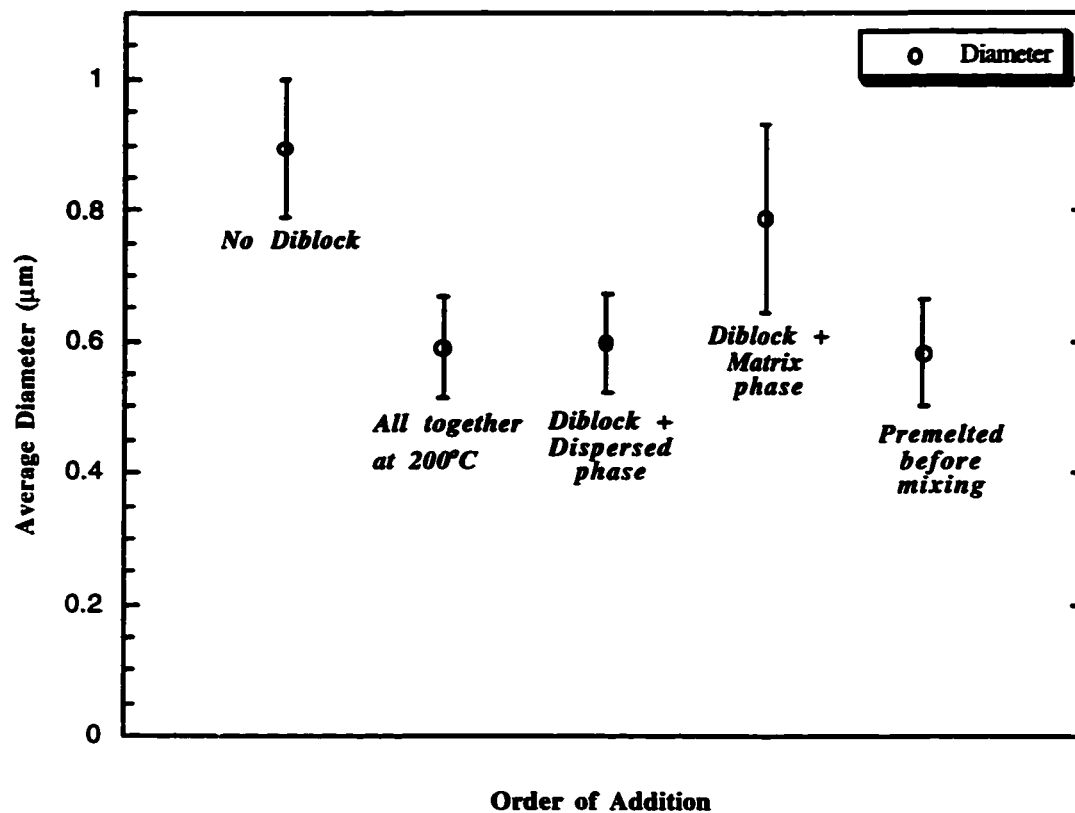 Diameter
1
0.8
0.6
0.4
0.2
0
Average Diameter (μm)
No Diblock
All together
at 200°C
Diblock +
Dispersed
phase
Diblock +
Matrix
phase
Premelted
before
mixing
Order of Addition